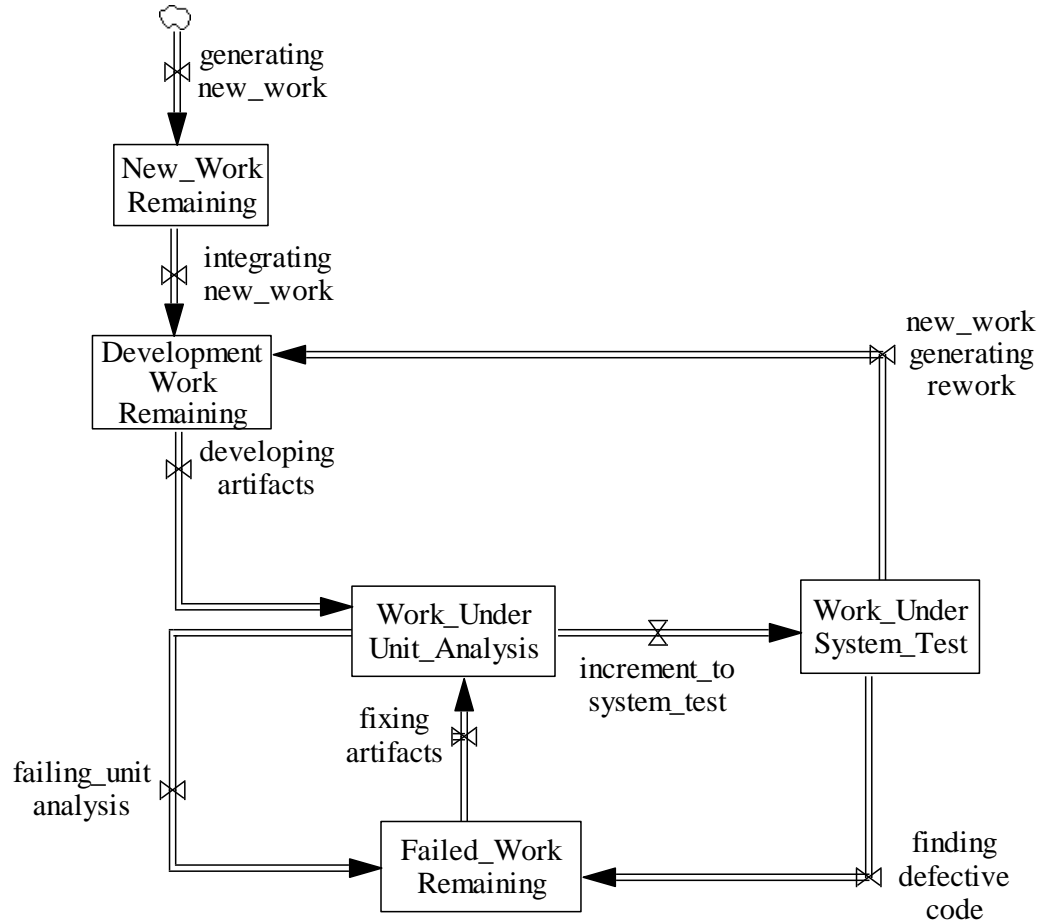 generating
new_work
New_Work
Remaining
integrating
new_work
Development
Work
Remaining
new_work
generating
rework
developing
artifacts
Work_Under
Unit_Analysis
Work_Under
System_Test
increment_to
system_test
fixing
artifacts
failing_unit
analysis
Failed_Work
Remaining
finding
defective
code